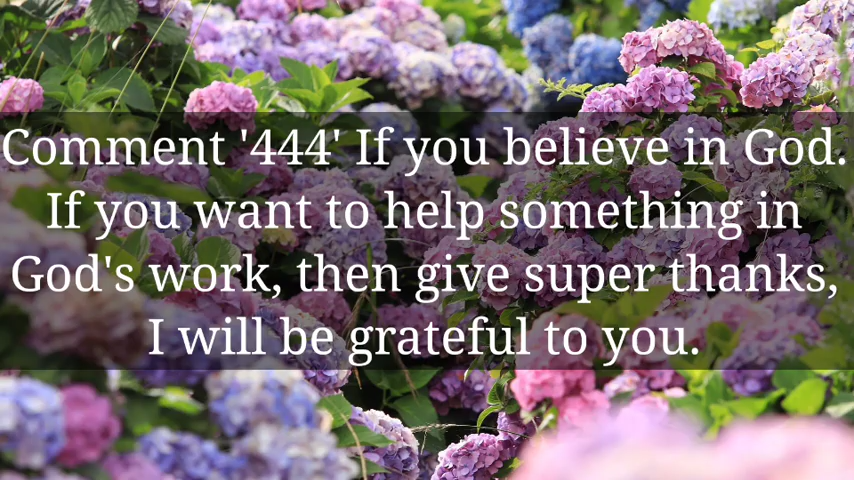 Comment '444' If you believe in God.
If you want to help something in
God's work, then give super thanks,
I will be grateful to you.